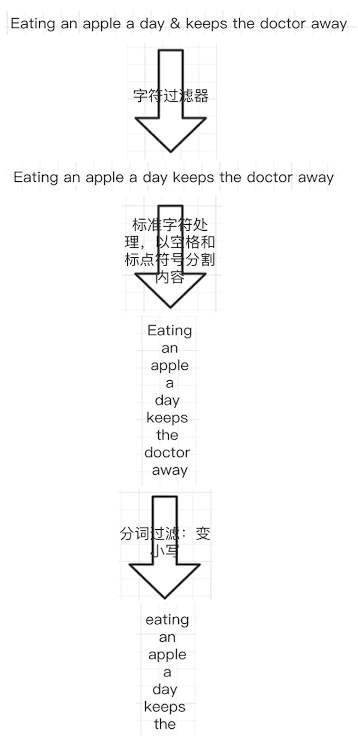 Eating an apple a day & keeps the doctor away
字符过滤器
Eating an apple a day keeps the doctor away
标准字符处
理，以空格和
标点符号分割
内容
Eating
an
apple
a
day
keeps
the
doctor
away
分词过滤：变
小写
eating
an
apple
a
day
keeps
the